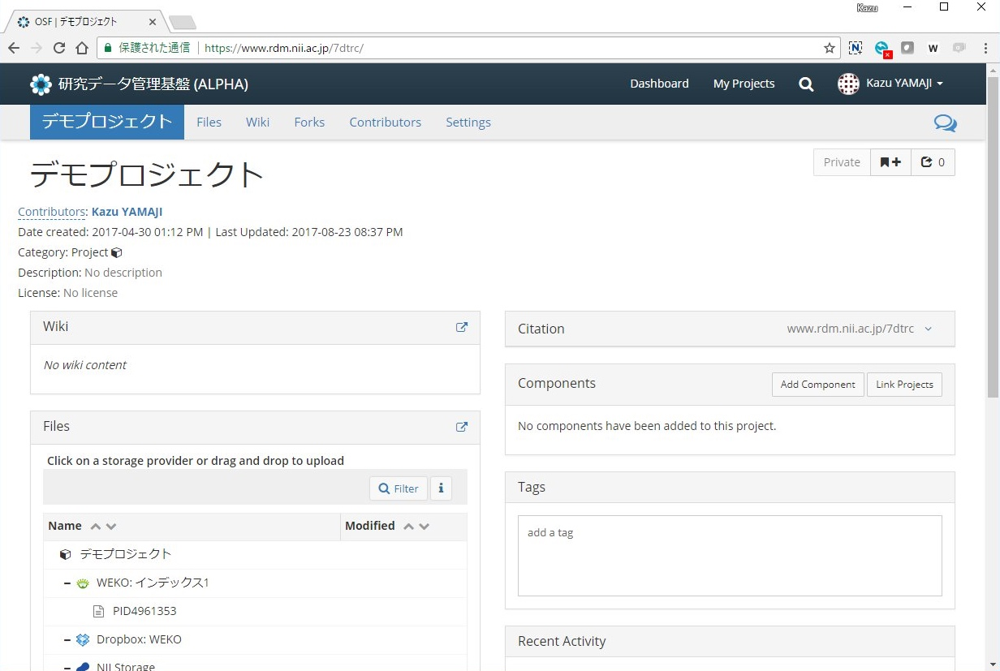 Kazu
OSF | デモプロジェクト
保護された通信 https://www.rdm.nii.ac.jp/7dtrc/
研究データ管理基盤 (ALPHA) Dashboard My Projects Kazu YAMAJI
デモプロジェクト Files Wiki Forks Contributors Settings
デモプロジェクト
Private 0
Contributors: Kazu YAMAJI
Date created: 2017-04-30 01:12 PM | Last Updated: 2017-08-23 08:37 PM
Category: Project
Description: No description
License: No license
Wiki
No wiki content
Files
Click on a storage provider or drag and drop to upload
Filter
Name Modified
デモプロジェクト
WEKO: インデックス1
PID4961353
Dropbox: WEKO
NII Storage
Citation www.rdm.nii.ac.jp/7dtrc
Components Add Component Link Projects
No components have been added to this project.
Tags
add a tag
Recent Activity